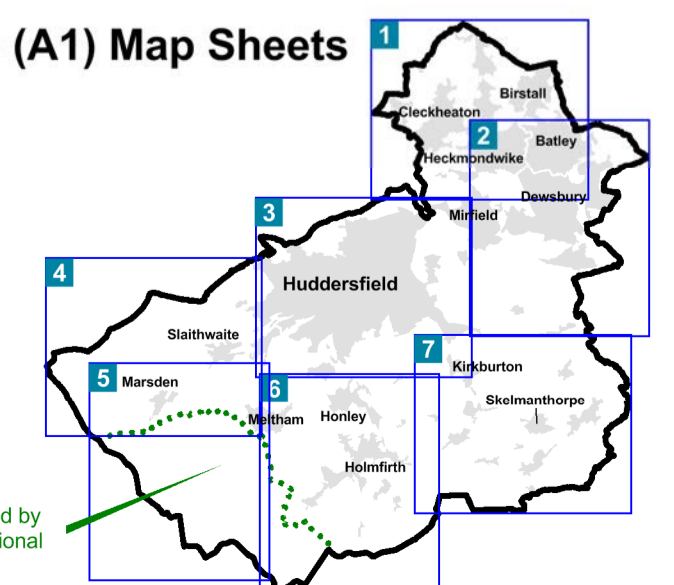 (A1) Map Sheets
1
Birstall
Cleckheaton
2
Batley
Heckmondwike
Dewsbury
3
Mirfield
4
Huddersfield
Slaithwaite
7
5
Marsden
Kirkburton
6
Skelmanthorpe
Meltham
Honley
Holmfirth
d by
ional